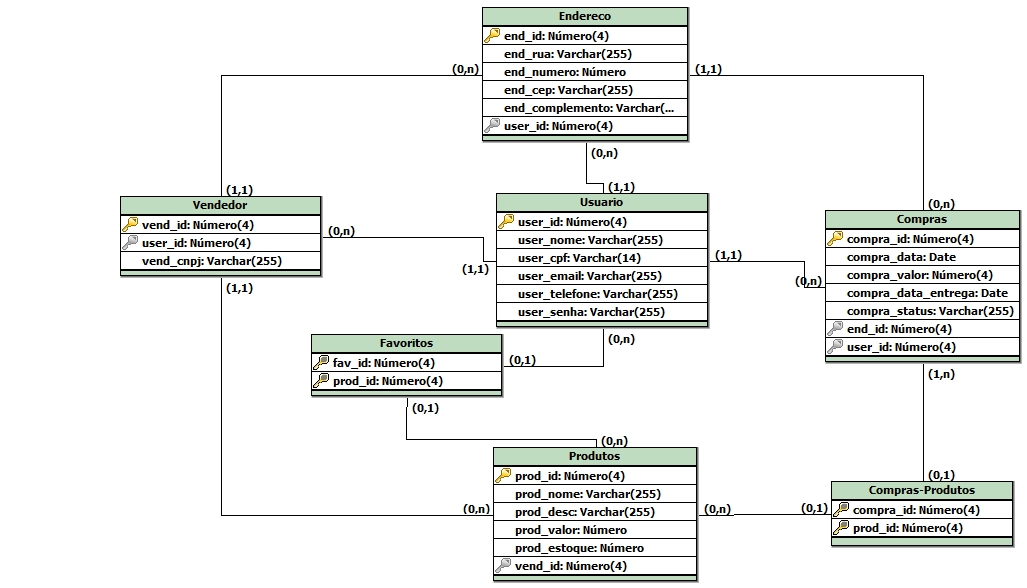 Endereco
end_id: Número(4)
end_rua: Varchar(255)
end_numero: Número
end_cep: Varchar(255)
end_complemento: Varchar(...
user_id: Número(4)
(0,n)
(1,1)
(0,n)
(1,1)
(1,1)
(0,n)
Vendedor
vend_id: Número(4)
user_id: Número(4)
vend_cnpj: Varchar(255)
(0,n)
(1,1)
(1,1)
Usuario
user_id: Número(4)
user_nome: Varchar(255)
user_cpf: Varchar(14)
user_email: Varchar(255)
user_telefone: Varchar(255)
user_senha: Varchar(255)
(1,1)
(0,n)
(0,n)
Compras
compra_id: Número(4)
compra_data: Date
compra_valor: Número(4)
compra_data_entrega: Date
compra_status: Varchar(255)
end_id: Número(4)
user_id: Número(4)
(1,n)
Favoritos
fav_id: Número(4)
prod_id: Número(4)
(0,1)
(0,1)
(0,n)
Produtos
prod_id: Número(4)
prod_nome: Varchar(255)
prod_desc: Varchar(255)
prod_valor: Número
prod_estoque: Número
vend_id: Número(4)
(0,n)
(0,n)
(0,1)
(0,1)
Compras-Produtos
compra_id: Número(4)
prod_id: Número(4)